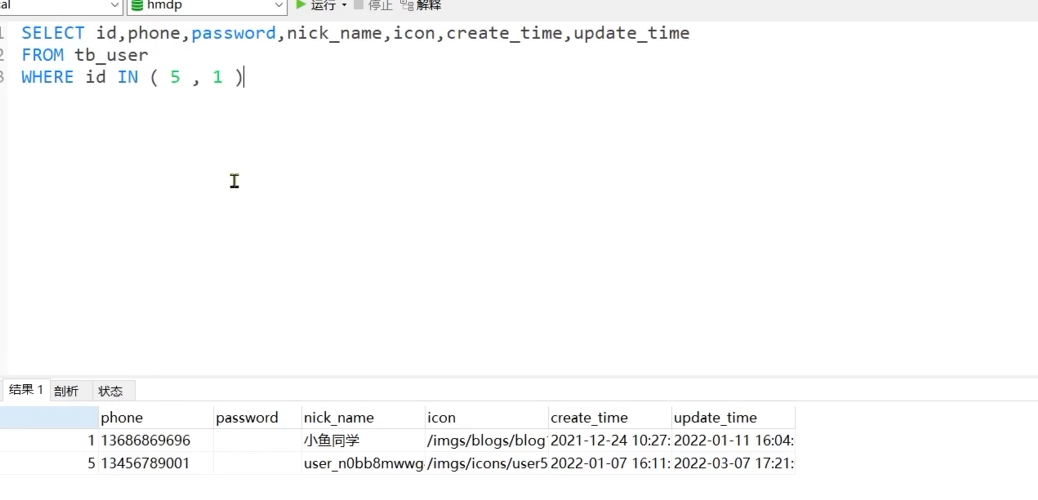 al hmdp 运行 停止 解释
1 SELECT id,phone,password,nick_name,icon,create_time,update_time
2 FROM tb_user
3 WHERE id IN ( 5 , 1 )
结果 1 剖析 状态
phone password nick_name icon create_time update_time
1 13686869696 小鱼同学 /imgs/blogs/blog 2021-12-24 10:27: 2022-01-11 16:04:
5 13456789001 user_n0bb8mwwg /imgs/icons/user5 2022-01-07 16:11: 2022-03-07 17:21: